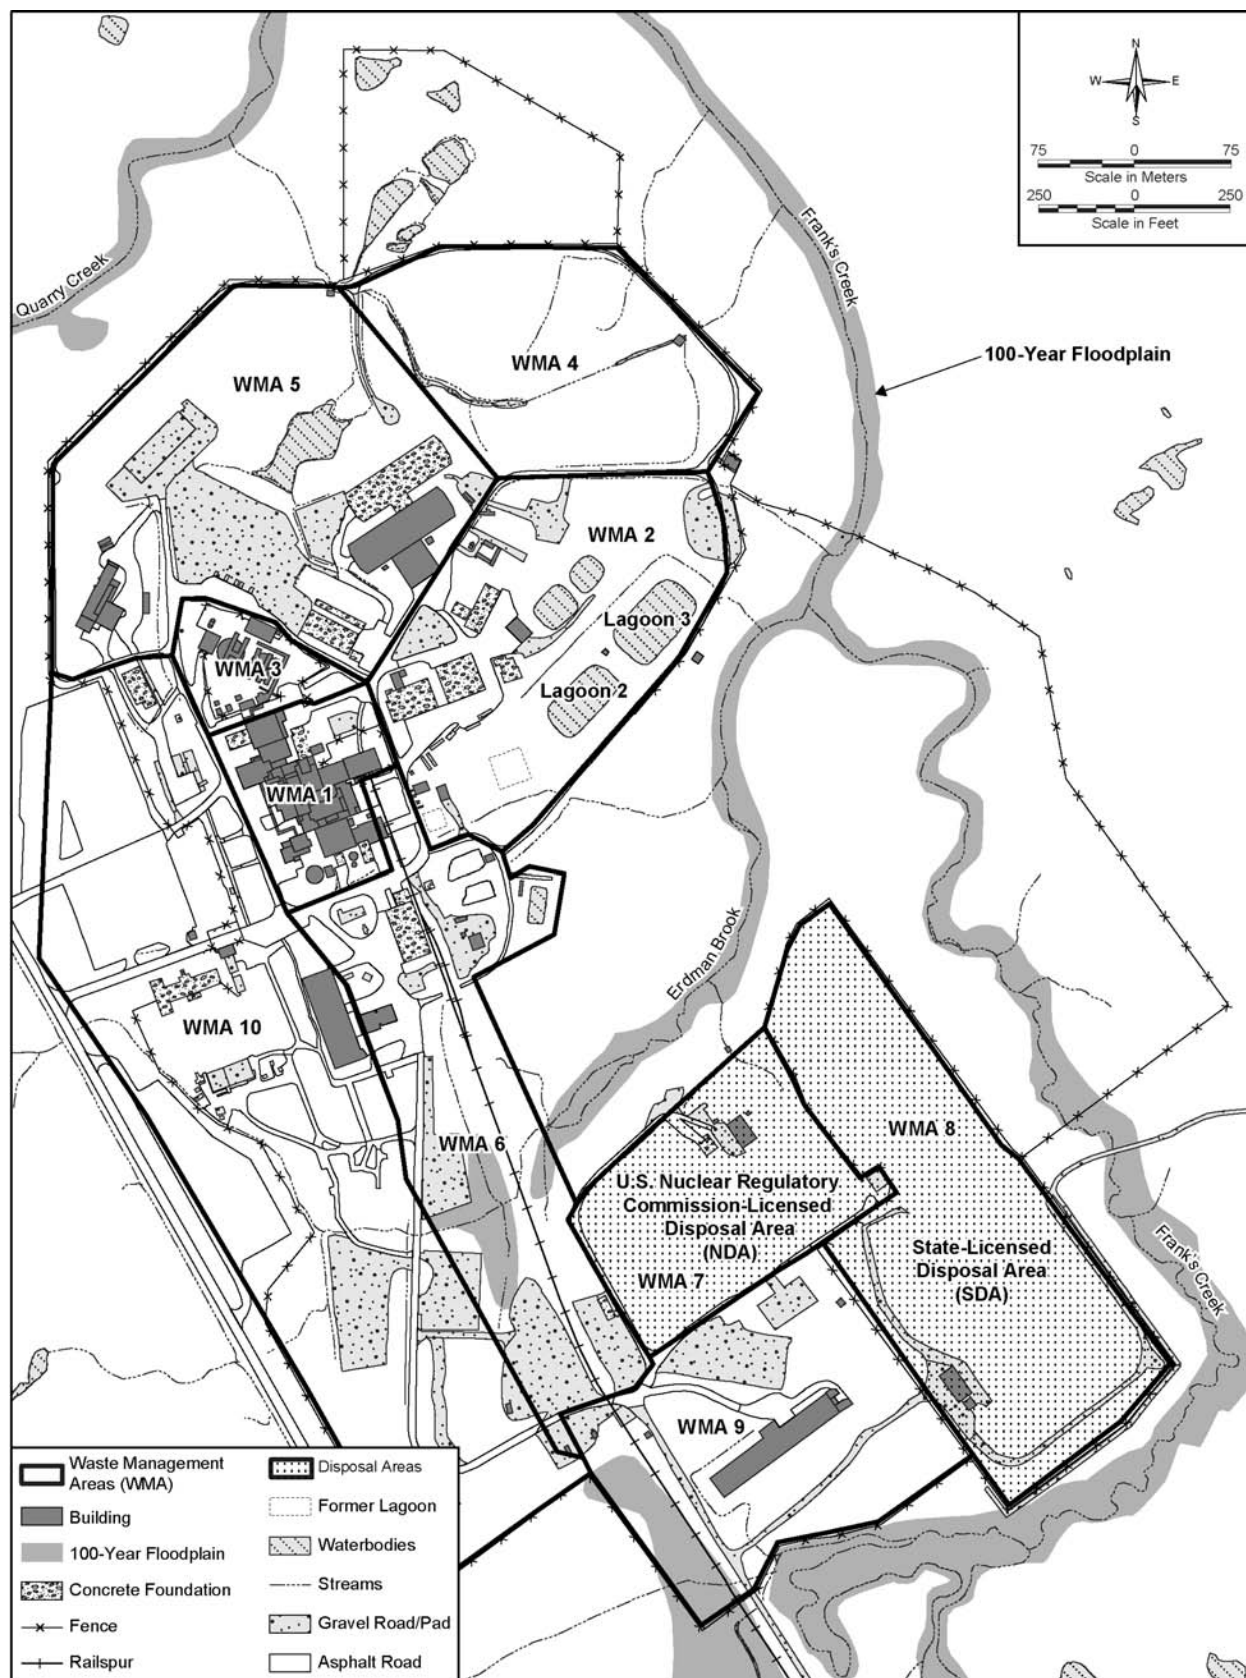 N
W E
S
75 0 75
Scale in Meters
250 0 250
Scale in Feet
Quarry Creek
Frank's Creek
100-Year Floodplain
WMA 4
WMA 5
WMA 2
Lagoon 3
WMA 3
Lagoon 2
WMA 1
Erdman Brook
WMA 10
WMA 6
WMA 8
U.S. Nuclear Regulatory
Commission-Licensed
Disposal Area
(NDA)
WMA 7
State-Licensed
Disposal Area
(SDA)
Frank's Creek
WMA 9
Waste Management
Areas (WMA)
Building
100-Year Floodplain
Concrete Foundation
Fence
Railspur
Disposal Areas
Former Lagoon
Waterbodies
Streams
Gravel Road/Pad
Asphalt Road